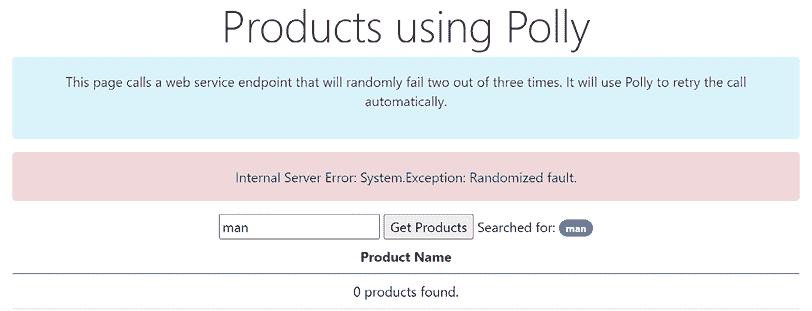 Products using Polly
This page calls a web service endpoint that will randomly fail two out of three times. It will use Polly to retry the call
automatically.
Internal Server Error: System.Exception: Randomized fault.
man Get Products Searched for: man
Product Name
0 products found.